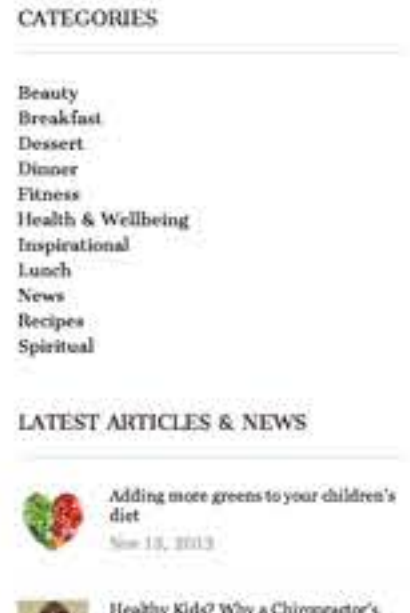 CATEGORIES
Beauty
Breakfast
Dessert
Dinner
Fitness
Health & Wellbeing
Inspirational
Lunch
News
Recipes
Spiritual
LATEST ARTICLES & NEWS
Adding more greens to your children's
diet
Nov 13, 2013
Healthy Kids? Why a Chiropractor's